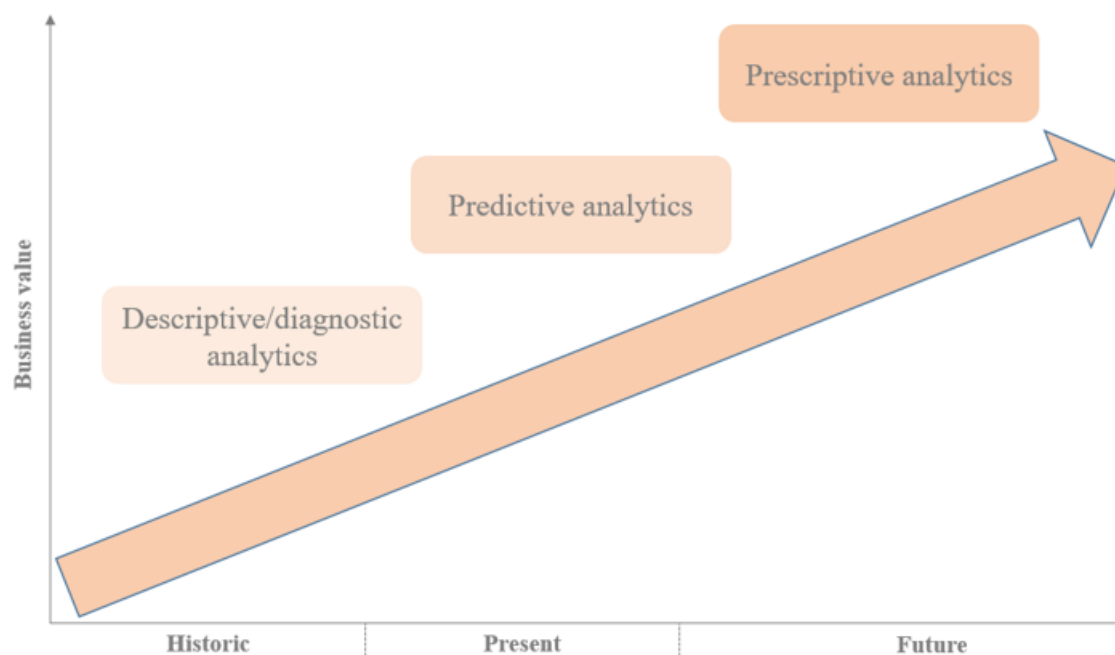 Prescriptive analytics
Predictive analytics
Descriptive/diagnostic
analytics
Business value
Historic
Present
Future